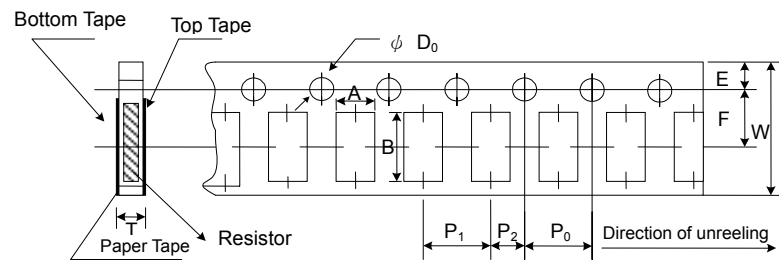 Bottom Tape
Top Tape
ψ D₀
A
B
E
F
W
T
Paper Tape
Resistor
P₁
P₂
P₀
Direction of unreeling